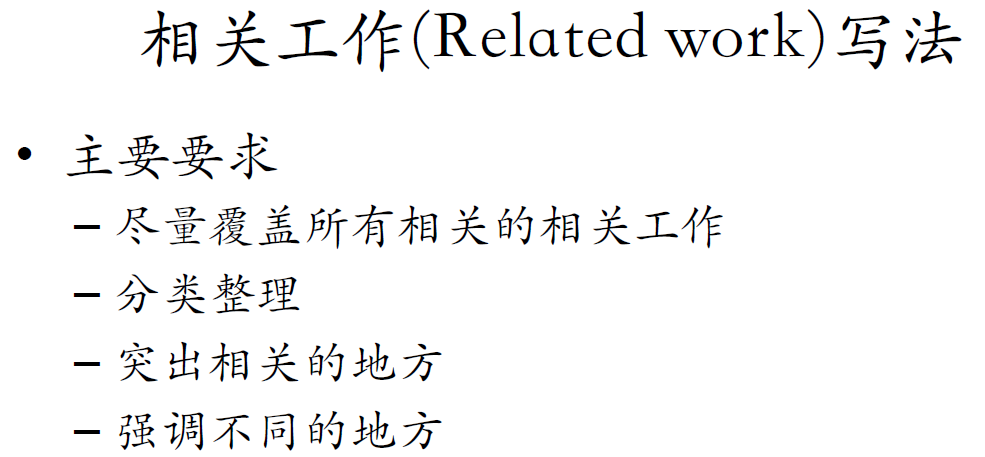 相关工作(Related work)写法
• 主要要求
– 尽量覆盖所有相关的相关工作
– 分类整理
– 突出相关的地方
– 强调不同的地方